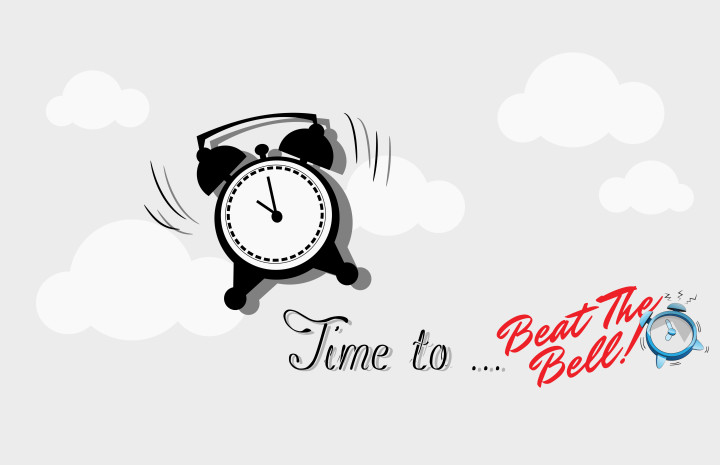 Time to ....
Beat The
Bell!